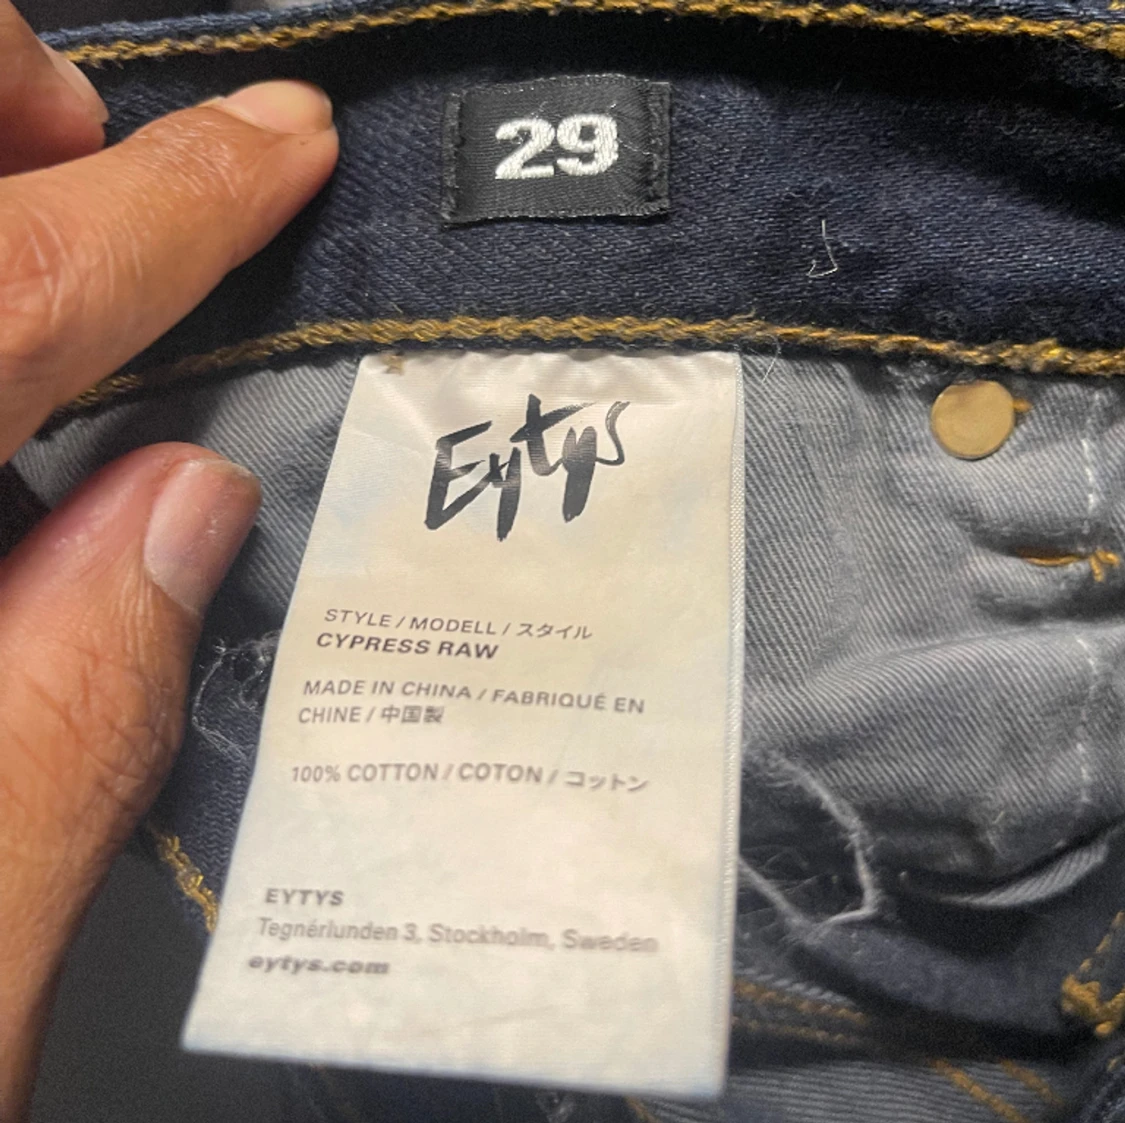 29
Eytys
STYLE / MODELL / スタイル
CYPRESS RAW
MADE IN CHINA / FABRIQUÉ EN
CHINE / 中国製
100% COTTON / COTON / コットン
EYTYS
Tegnérlunden 3, Stockholm, Sweden
eytys.com